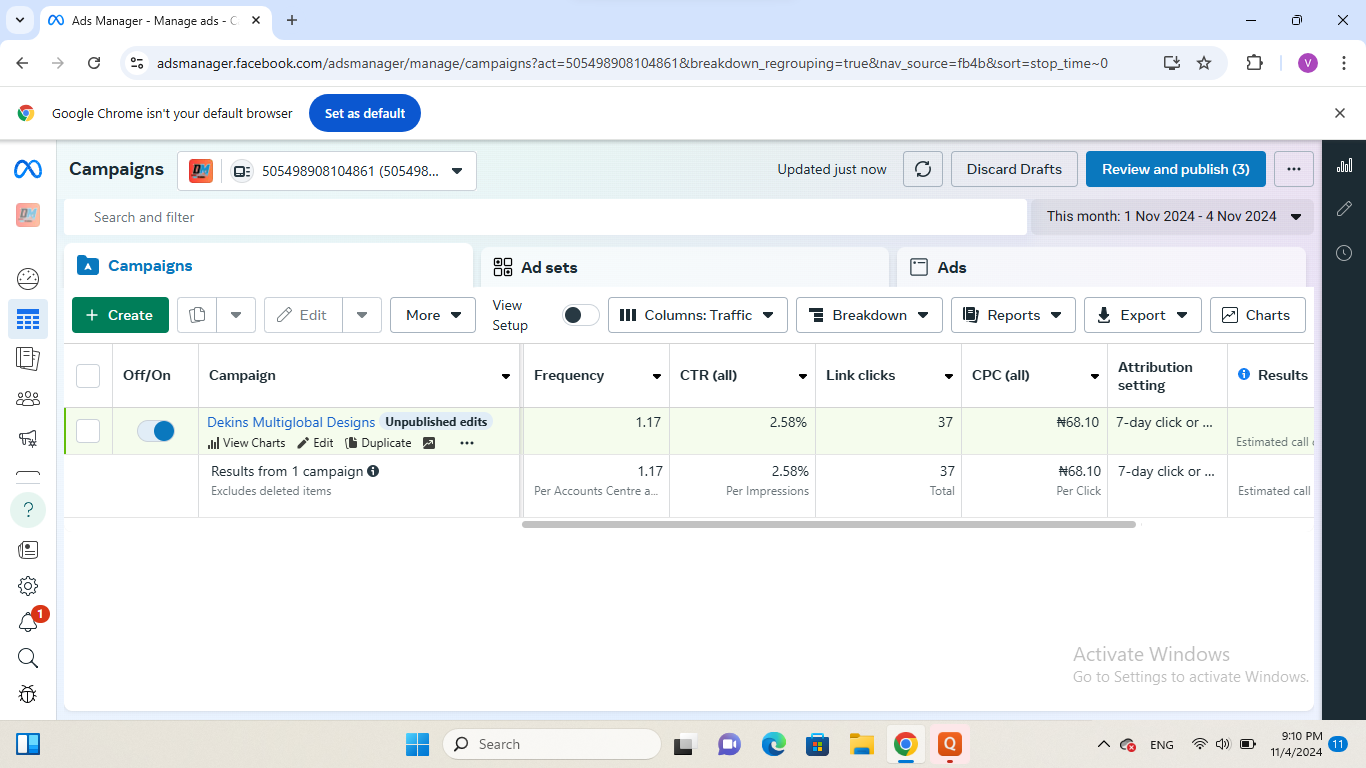 Ads Manager - Manage ads - C
adsmanager.facebook.com/adsmanager/manage/campaigns?act=505498908104861&breakdown_regrouping=true&nav_source=fb4b&sort=stop_time~0
V
Google Chrome isn't your default browser
Set as default
Campaigns
DM
505498908104861 (505498...
Updated just now
Discard Drafts
Review and publish (3)
DM
Search and filter
This month: 1 Nov 2024 - 4 Nov 2024
Campaigns
Ad sets
Ads
+ Create
Edit
More
View Setup
Columns: Traffic
Breakdown
Reports
Export
Charts
Off/On
Campaign
Frequency
CTR (all)
Link clicks
CPC (all)
Attribution setting
Results
Dekins Multiglobal Designs
Unpublished edits
1.17
2.58%
37
₦68.10
7-day click or ...
View Charts
Edit
Duplicate
...
Estimated call c
Results from 1 campaign
1.17
2.58%
37
₦68.10
7-day click or ...
Excludes deleted items
Per Accounts Centre a...
Per Impressions
Total
Per Click
Estimated call
?
1
Activate Windows
Go to Settings to activate Windows.
Search
Q
ENG
9:10 PM
11/4/2024
11